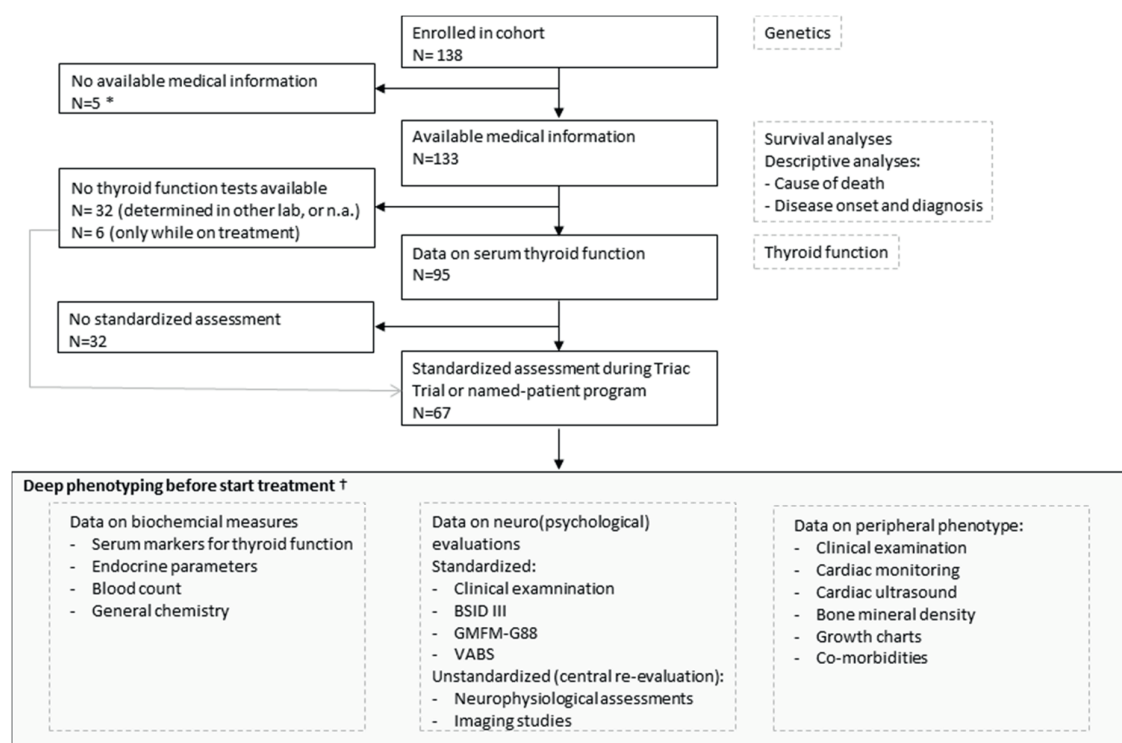 Enrolled in cohort
N= 138
Genetics
No available medical information
N=5 *
Available medical information
N=133
Survival analyses
Descriptive analyses:
- Cause of death
- Disease onset and diagnosis
No thyroid function tests available
N= 32 (determined in other lab, or n.a.)
N= 6 (only while on treatment)
Data on serum thyroid function
N=95
Thyroid function
No standardized assessment
N=32
Standardized assessment during Triac
Trial or named-patient program
N=67
Deep phenotyping before start treatment †
Data on biochemcial measures
- Serum markers for thyroid function
- Endocrine parameters
- Blood count
- General chemistry
Data on neuro(psychological)
evaluations
Standardized:
- Clinical examnination
- BSID III
- GMFM-G88
- VABS
Unstandardized (central re-evaluation):
- Neurophysiological assessments
- Imaging studies
Data on peripheral phenotype:
- Clinical examination
- Cardiac monitoring
- Cardiac ultrasound
- Bone mineral density
- Growth charts
- Co-morbidities